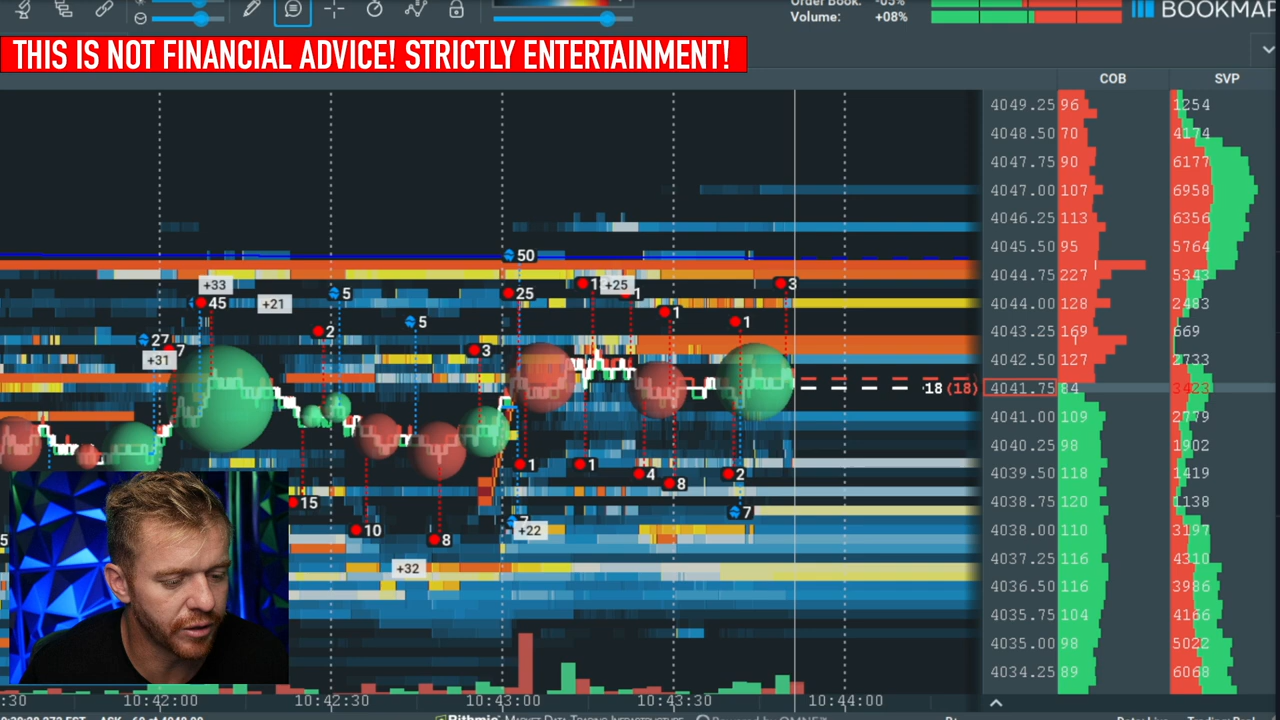 Order Book: -05%
Volume: +08%
BOOKMAP
THIS IS NOT FINANCIAL ADVICE! STRICTLY ENTERTAINMENT!
COB SVP
4049.25 96 1254
4048.50 70 4174
4047.75 90 6177
4047.00 107 6958
4046.25 113 6356
4045.50 95 5764
50
4044.75 227 5343
+33 +25
5 25 1 1 3
45 +21
4044.00 128 2483
5 1 1
2
4043.25 169 669
27
7 3
+31
4042.50 127 2733
18 (18)
4041.75 84 3423
4041.00 109 2779
4040.25 98 1902
1 1
4039.50 118 1419
4 2
8
15
4038.75 120 1138
7
10 +22
4038.00 110 3197
5 8
4037.25 116 4310
+32
4036.50 116 3986
4035.75 104 4166
4035.00 98 5022
4034.25 89 6068
:30 10:42:00 10:42:30 10:43:00 10:43:30 10:44:00